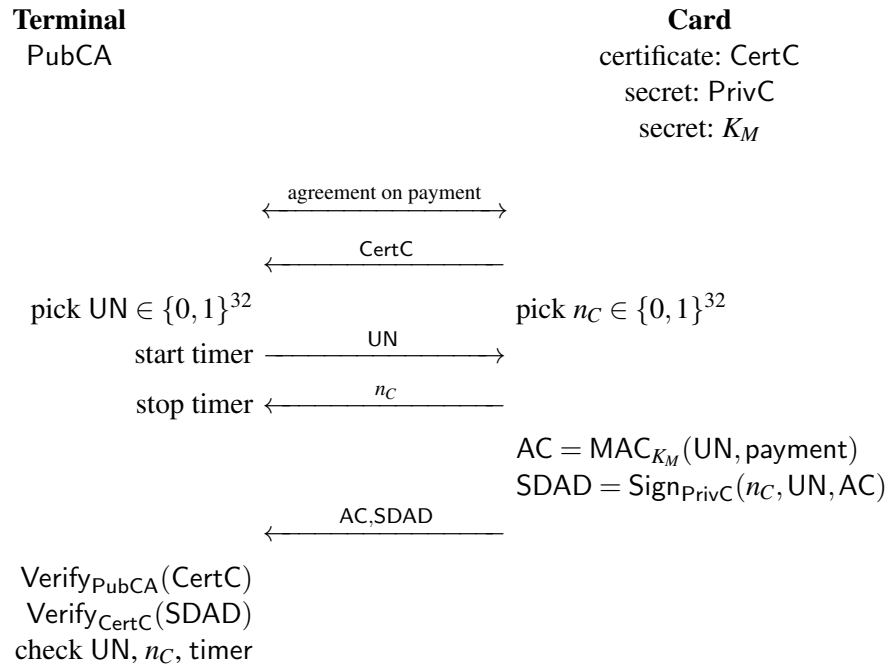 Terminal Card
PubCA certificate: CertC
secret: PrivC
secret: K_M
agreement on payment
CertC
pick UN ∈ {0,1}^32 pick n_C ∈ {0,1}^32
UN
start timer
n_C
stop timer
AC = MAC_{K_M}(UN, payment)
SDAD = Sign_{PrivC}(n_C, UN, AC)
AC,SDAD
Verify_{PubCA}(CertC)
Verify_{CertC}(SDAD)
check UN, n_C, timer